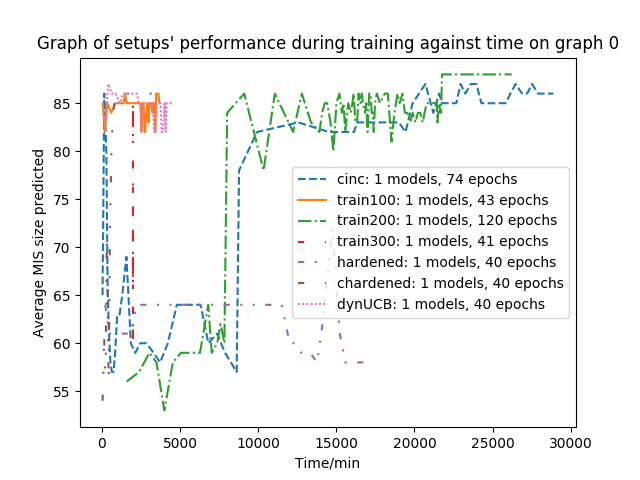 Graph of setups' performance during training against time on graph 0
Average MIS size predicted
85
80
75
70
65
60
55
cinc: 1 models, 74 epochs
train100: 1 models, 43 epochs
train200: 1 models, 120 epochs
train300: 1 models, 41 epochs
hardened: 1 models, 40 epochs
chardened: 1 models, 40 epochs
dynUCB: 1 models, 40 epochs
0
5000
10000
15000
20000
25000
30000
Time/min